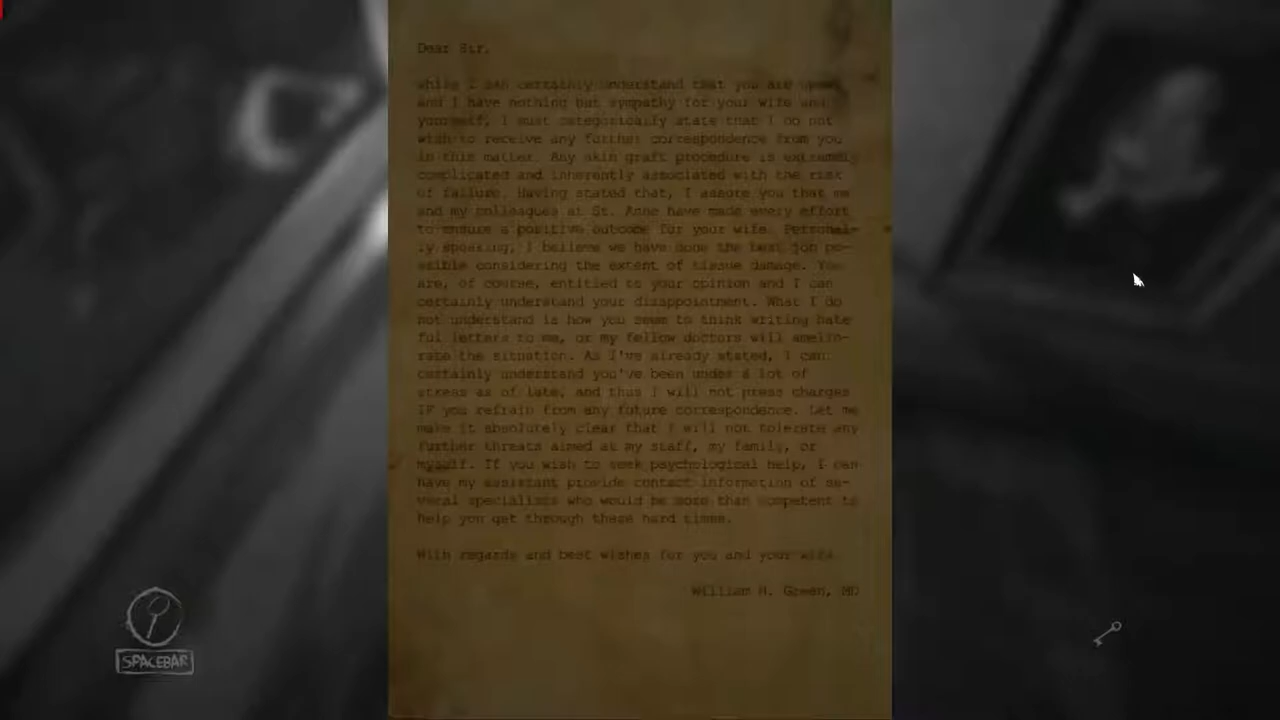 Dear Sir,
while I can certainly understand that you are upset
and I have nothing but sympathy for your wife and
yourself, I must categorically state that I do not
wish to receive any further correspondence from you
in this matter. Any skin graft procedure is extremely
complicated and inherently associated with the risk
of failure. Having stated that, I assure you that me
and my colleagues at St. Anne have made every effort
to ensure a positive outcome for your wife. Personal-
ly speaking, I believe we have done the best job po-
ssible considering the extent of tissue damage. You
are, of course, entitled to your opinion and I can
certainly understand your disappointment. What I do
not understand is how you seem to think writing hate
ful letters to me, or my fellow doctors will amelio-
rate the situation. As I've already stated, I can
certainly understand you've been under a lot of
stress as of late, and thus I will not press charges
IF you refrain from any future correspondence. Let me
make it absolutely clear that I will not tolerate any
further threats aimed at my staff, my family, or
myself. If you wish to seek psychological help, I can
have my assistant provide contact information of se-
veral specialists who would be more than competent to
help you get through these hard times.
With regards and best wishes for you and your wife.
William H. Green, MD
SPACEBAR